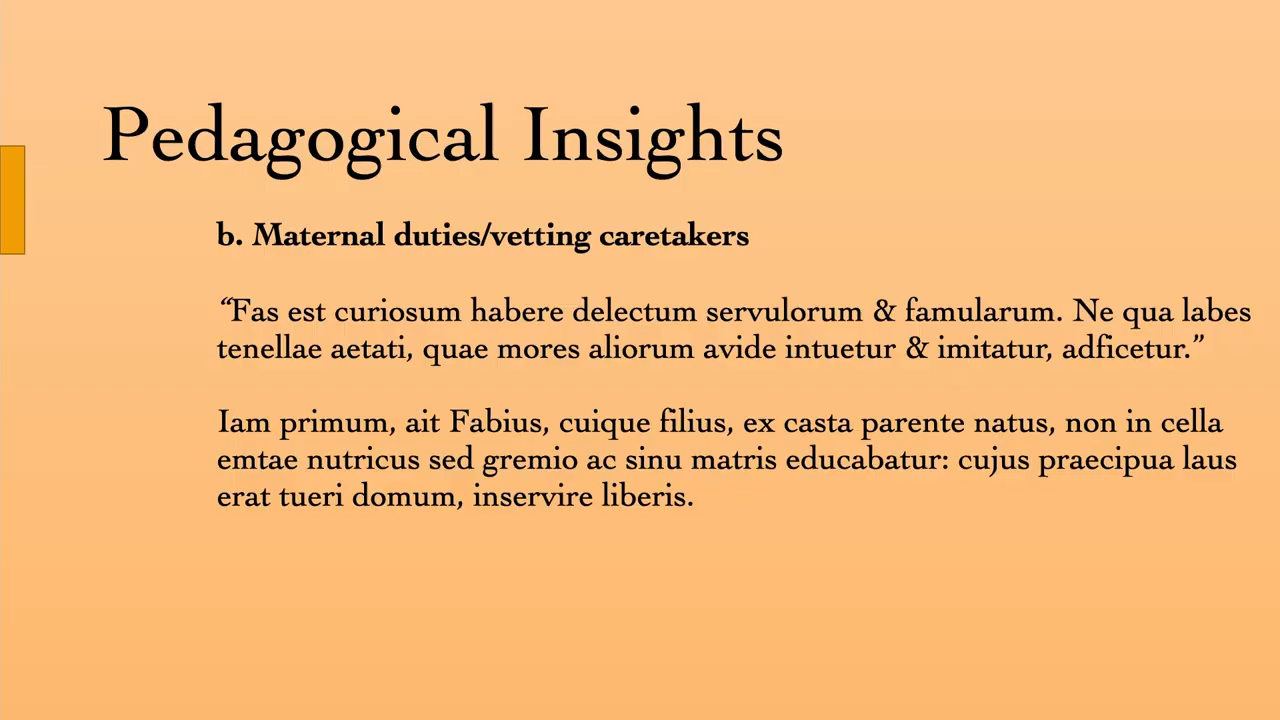 Pedagogical Insights
b. Maternal duties/vetting caretakers
“Fas est curiosum habere delectum servulorum & famularum. Ne qua labes
tenellae aetati, quae mores aliorum avide intuetur & imitatur, adficetur.”
Iam primum, ait Fabius, cuique filius, ex casta parente natus, non in cella
emtae nutricus sed gremio ac sinu matris educabatur: cujus praecipua laus
erat tueri domum, inservire liberis.